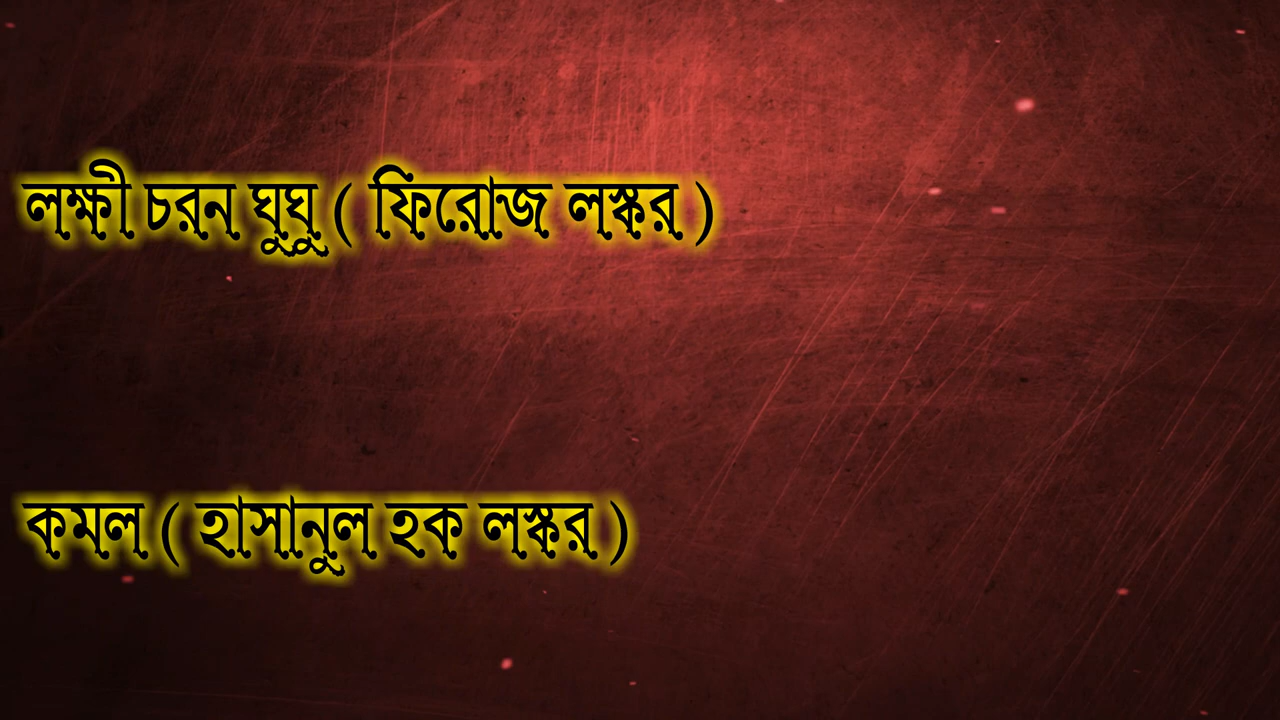 লক্ষী চরন ঘুঘু ( ফিরোজ লস্কর )
কমল ( হাসানুল হক লস্কর )